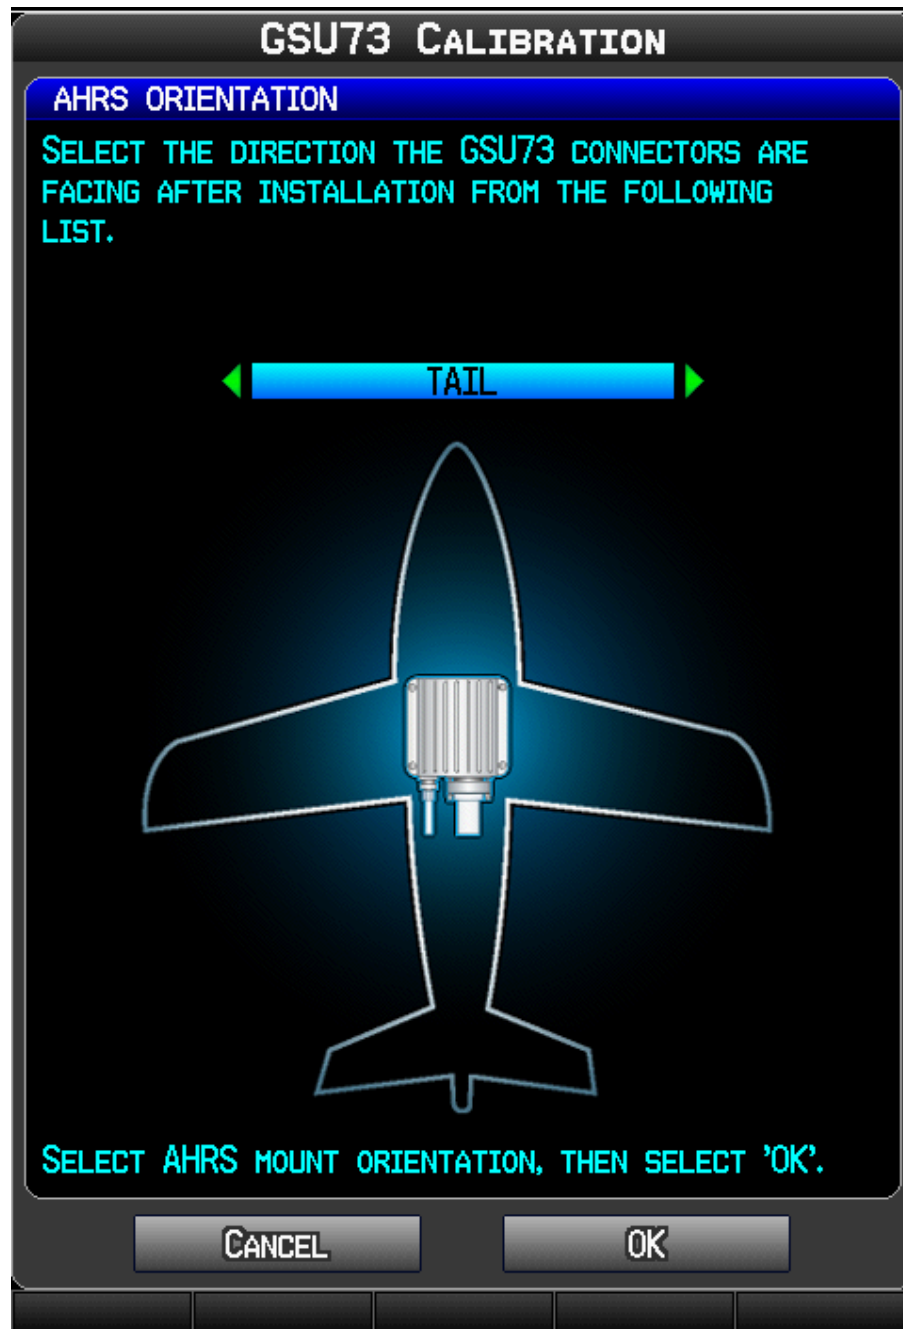 GSU73 CALIBRATION
AHRS ORIENTATION
SELECT THE DIRECTION THE GSU73 CONNECTORS ARE
FACING AFTER INSTALLATION FROM THE FOLLOWING
LIST.
TAIL
SELECT AHRS MOUNT ORIENTATION, THEN SELECT 'OK'.
CANCEL OK